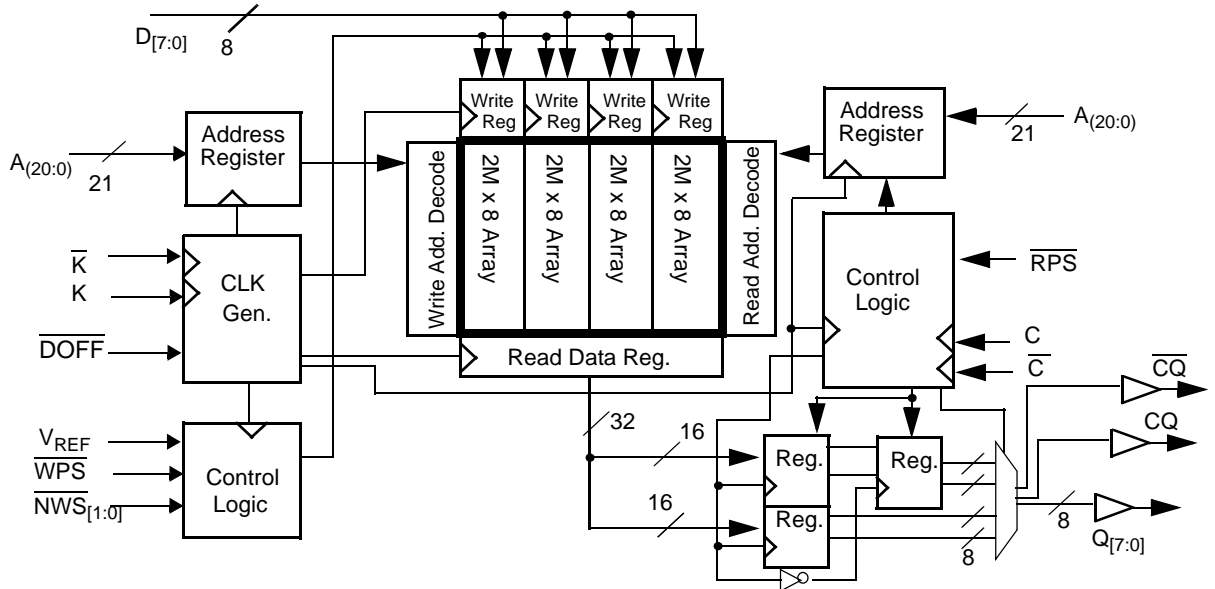 D[7:0]
8
Write
Reg
Write
Reg
Write
Reg
Write
Reg
Address
Register
A(20:0)
21
Address
Register
A(20:0)
21
Write Add. Decode
2M x 8 Array
2M x 8 Array
2M x 8 Array
2M x 8 Array
Read Add. Decode
K
K
DOFF
CLK
Gen.
Control
Logic
RPS
C
C
Read Data Reg.
CQ
CQ
32
16
16
VREF
WPS
NWS[1:0]
Control
Logic
Reg.
Reg.
Reg.
8
8
Q[7:0]